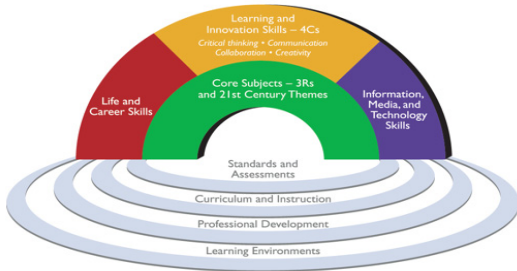 Learning and
Innovation Skills – 4Cs
Critical thinking • Communication
Collaboration • Creativity
Core Subjects – 3Rs
and 21st Century Themes
Life and
Career Skills
Information,
Media, and
Technology
Skills
Standards and
Assessments
Curriculum and Instruction
Professional Development
Learning Environments